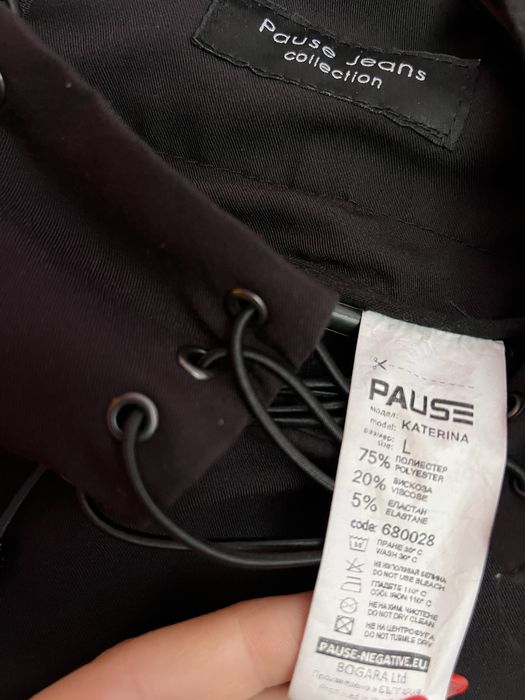 Pause Jeans
collection
PAUSE
модел:
model: KATERINA
размер:
size: L
75% ПОЛИЕСТЕР
POLYESTER
20% ВИСКОЗА
VISCOSE
5% ЕЛАСТАН
ELASTANE
code: 680028
ПРАНЕ 30° C
WASH 30° C
НЕ ИЗПОЛЗВАЙ БЕЛИНА
DO NOT USE BLEACH
ГЛАДЕТЕ 110° C
COOL IRON 110° C
НЕ НА ХИМ. ЧИСТЕНЕ
DO NOT DRY CLEAN
НЕ НА ЦЕНТРОФУГА
DO NOT TUMBLE DRY
PAUSE-NEGATIVE.EU
BOGARA Ltd